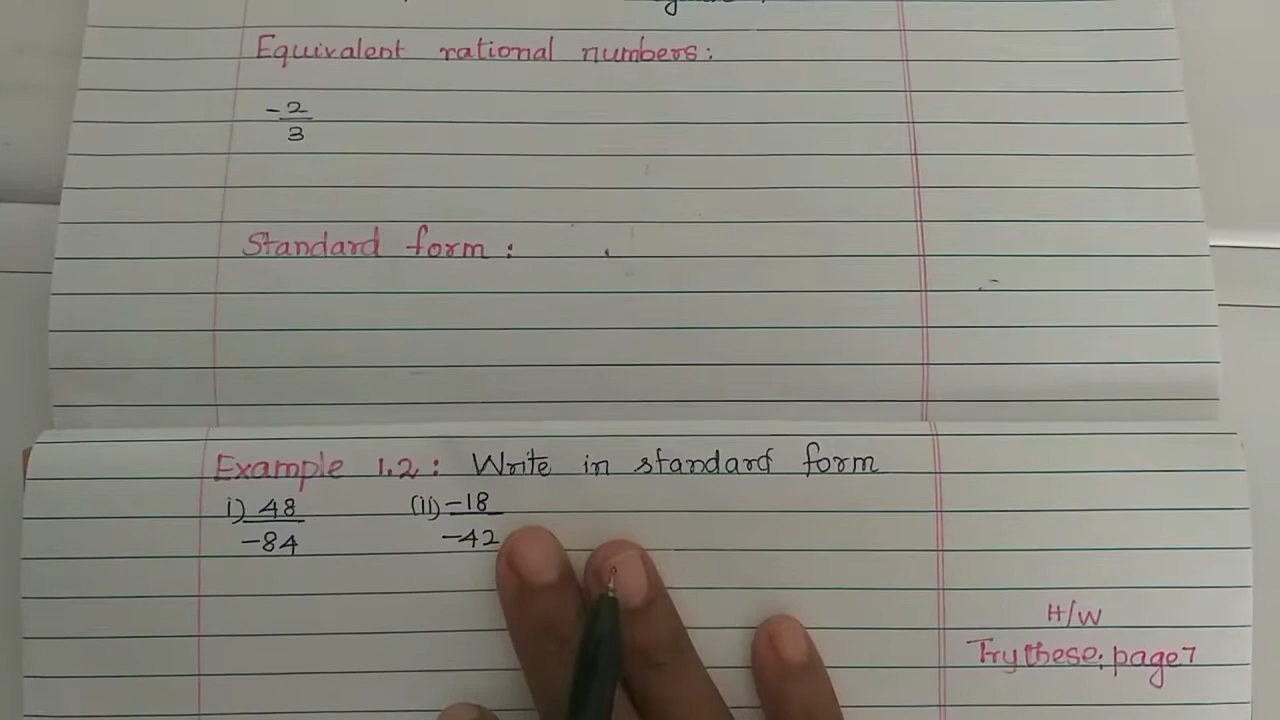 Equivalent rational numbers:
-2
3
Standard form:
Example 1.2: Write in standard form
i) 48 (ii) -18
-84 -42
H/W
Try these: page 7